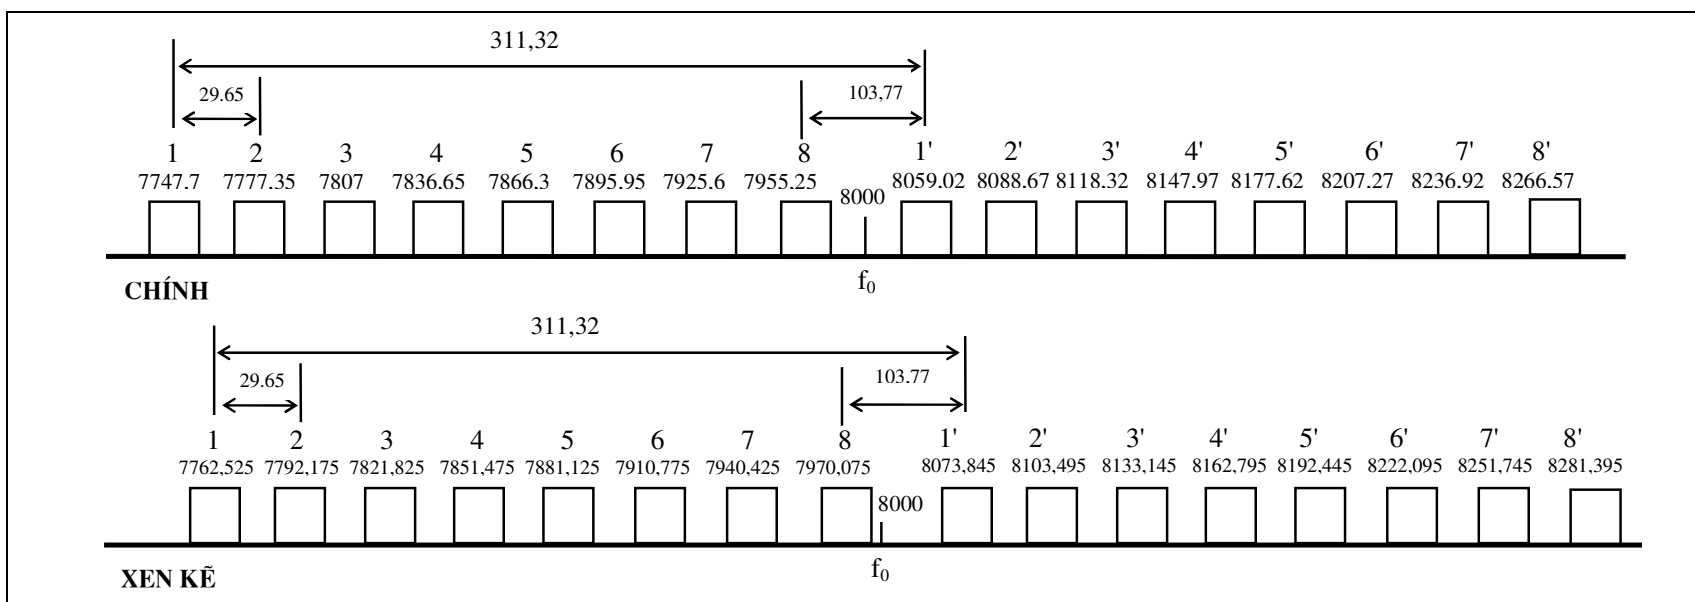 311,32
29.65 103,77
1 2 3 4 5 6 7 8 1' 2' 3' 4' 5' 6' 7' 8'
7747.7 7777.35 7807 7836.65 7866.3 7895.95 7925.6 7955.25 8059.02 8088.67 8118.32 8147.97 8177.62 8207.27 8236.92 8266.57
8000
f0
CHÍNH
311,32
29.65 103.77
1 2 3 4 5 6 7 8 1' 2' 3' 4' 5' 6' 7' 8'
7762,525 7792,175 7821,825 7851,475 7881,125 7910,775 7940,425 7970,075 8073,845 8103,495 8133,145 8162,795 8192,445 8222,095 8251,745 8281,395
8000
f0
XEN KẼ